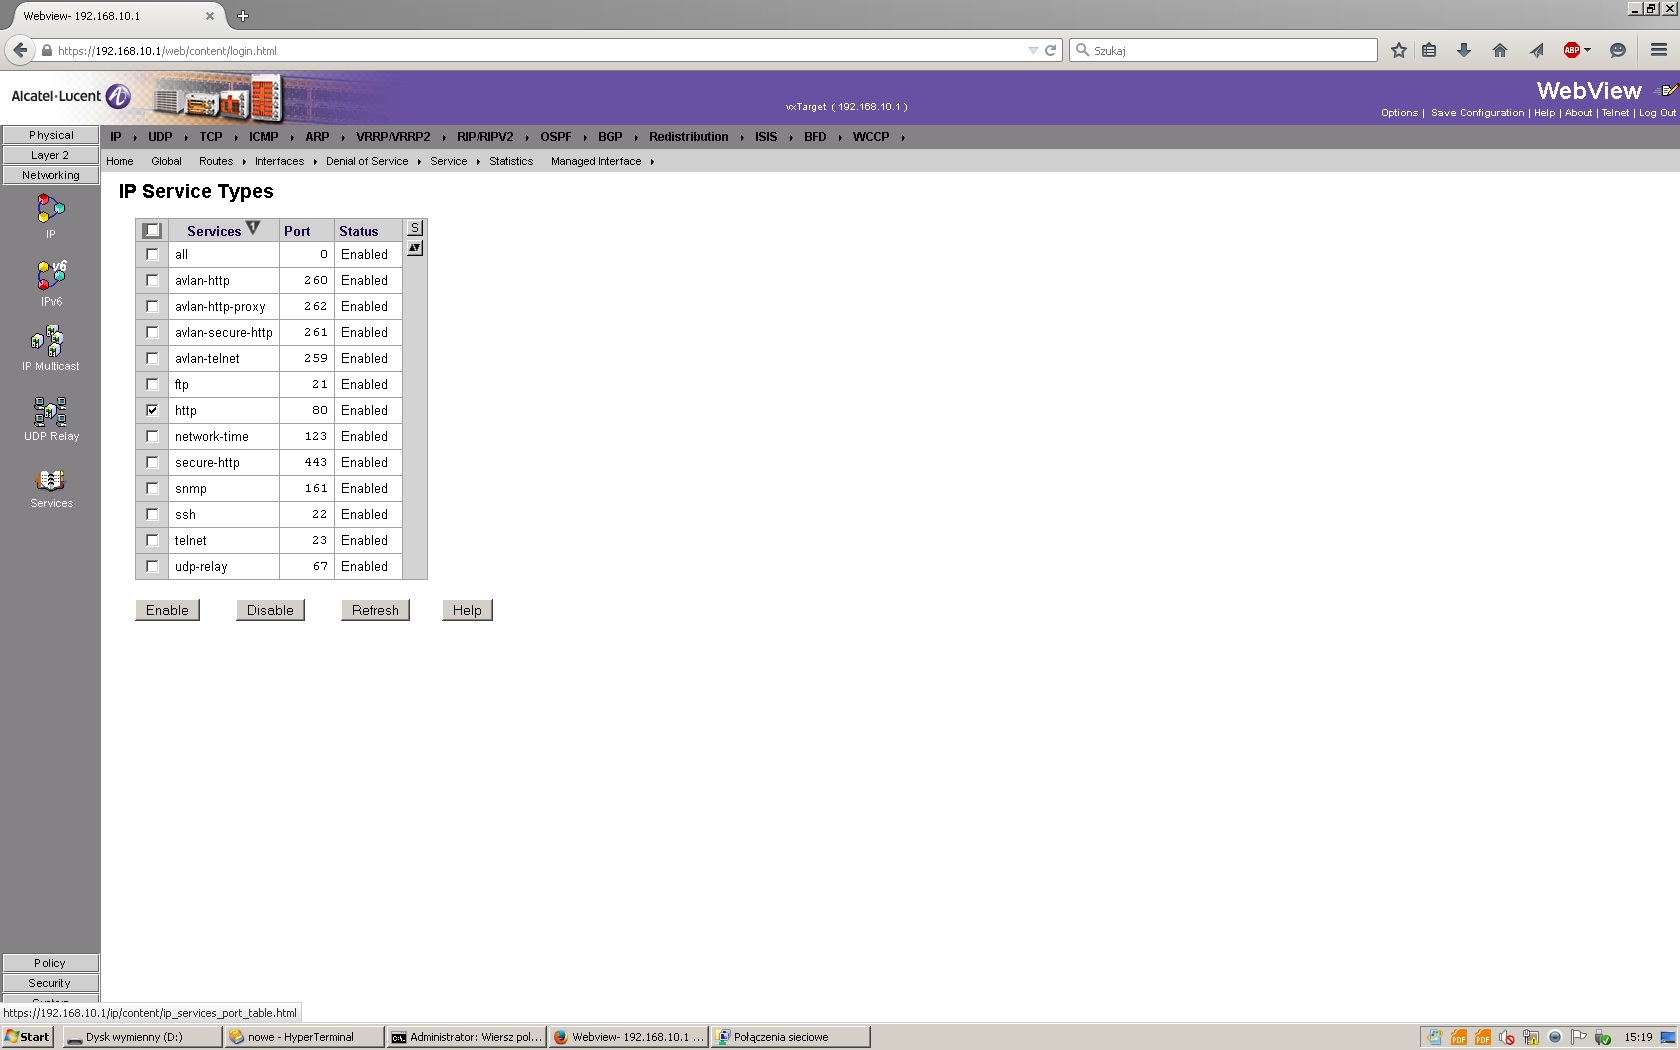 Webview- 192.168.10.1
https://192.168.10.1/web/content/login.html
Szukaj
ABP
Alcatel·Lucent
vxTarget ( 192.168.10.1 )
WebView
Options | Save Configuration | Help | About | Telnet | Log Out
Physical
Layer 2
Networking
IP UDP TCP ICMP ARP VRRP/VRRP2 RIP/RIPV2 OSPF BGP Redistribution ISIS BFD WCCP
Home Global Routes Interfaces Denial of Service Service Statistics Managed Interface
IP
v6
IPv6
IP Multicast
UDP Relay
Services
IP Service Types
Services 1 Port Status S
all 0 Enabled
avlan-http 260 Enabled
avlan-http-proxy 262 Enabled
avlan-secure-http 261 Enabled
avlan-telnet 259 Enabled
ftp 21 Enabled
http 80 Enabled
network-time 123 Enabled
secure-http 443 Enabled
snmp 161 Enabled
ssh 22 Enabled
telnet 23 Enabled
udp-relay 67 Enabled
Enable Disable Refresh Help
Policy
Security
https://192.168.10.1/ip/content/ip_services_port_table.html
Start Dysk wymienny (D:) nowe - HyperTerminal Administrator: Wiersz pol... Webview- 192.168.10.1 ... Połączenia sieciowe PDF PDF 15:19